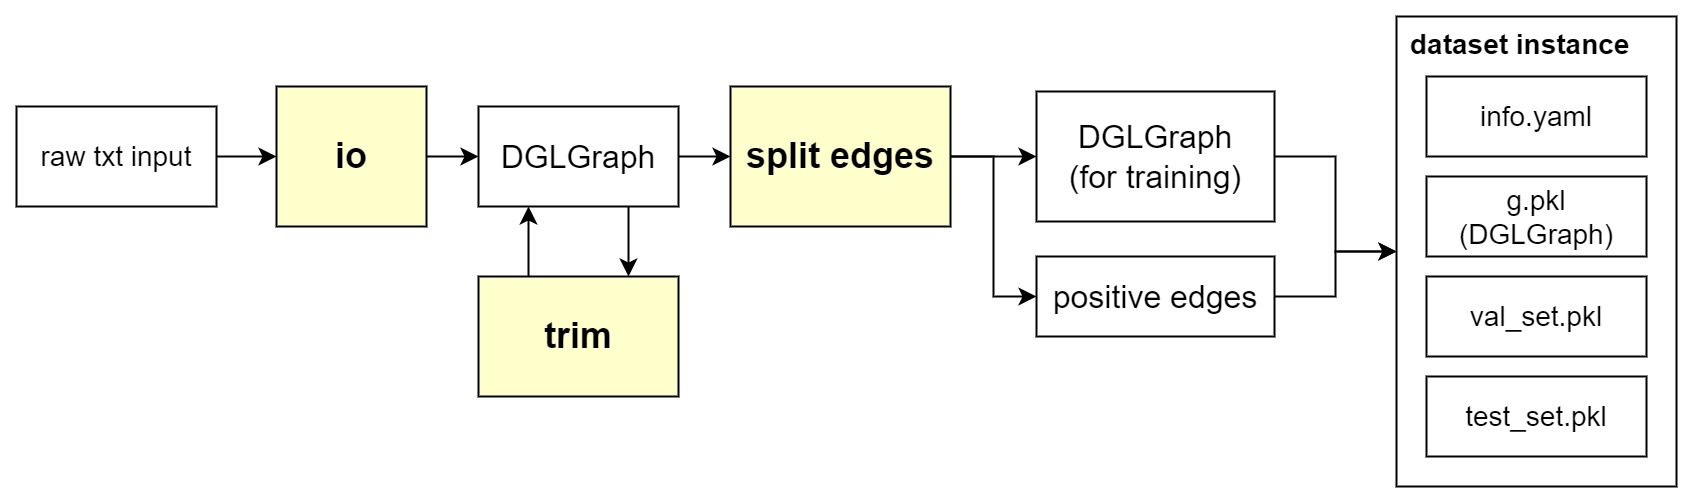 raw txt input
io
DGLGraph
trim
split edges
DGLGraph
(for training)
positive edges
dataset instance
info.yaml
g.pkl
(DGLGraph)
val_set.pkl
test_set.pkl